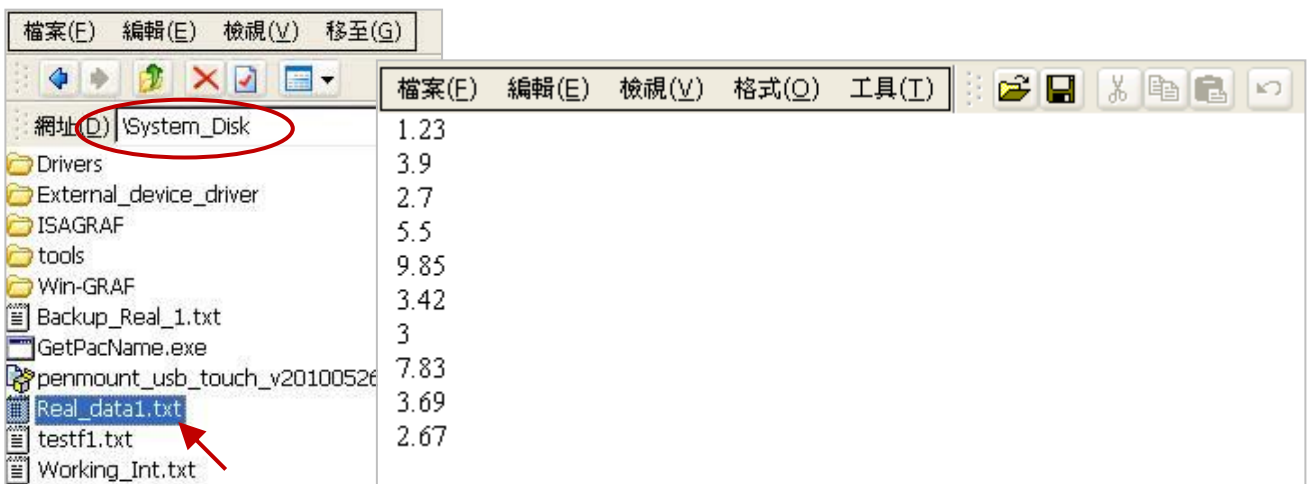 檔案(F) 編輯(E) 檢視(V) 移至(G)
網址(D) \System_Disk
Drivers
External_device_driver
ISAGRAF
tools
Win-GRAF
Backup_Real_1.txt
GetPacName.exe
penmount_usb_touch_v20100526
Real_data1.txt
testf1.txt
Working_Int.txt
檔案(F) 編輯(E) 檢視(V) 格式(O) 工具(T)
1.23
3.9
2.7
5.5
9.85
3.42
3
7.83
3.69
2.67